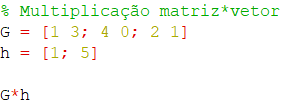 % Multiplicação matriz*vetor
G = [1 3; 4 0; 2 1]
h = [1; 5]
G*h